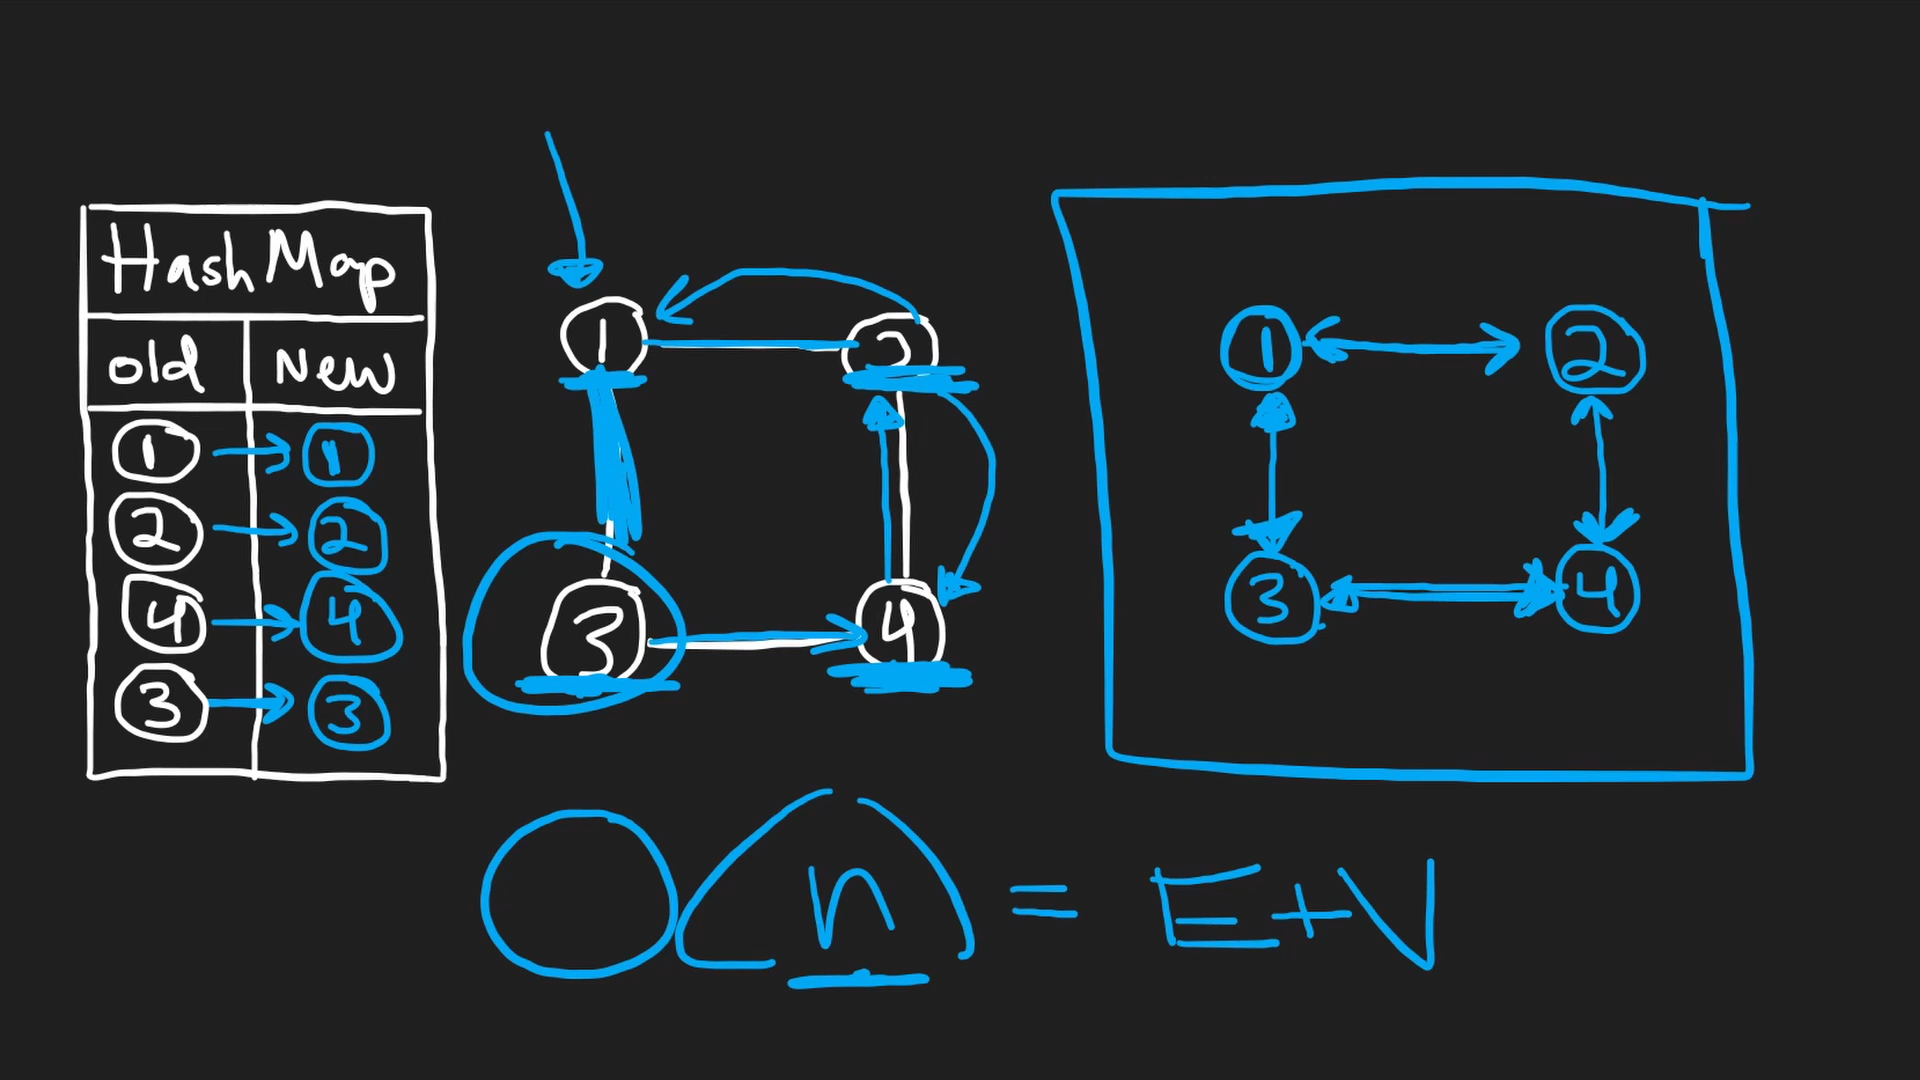 HashMap
old New
1 1
2 2
4 4
3 3
1 2
3 4
1 2
3 4
O(n) = E+V